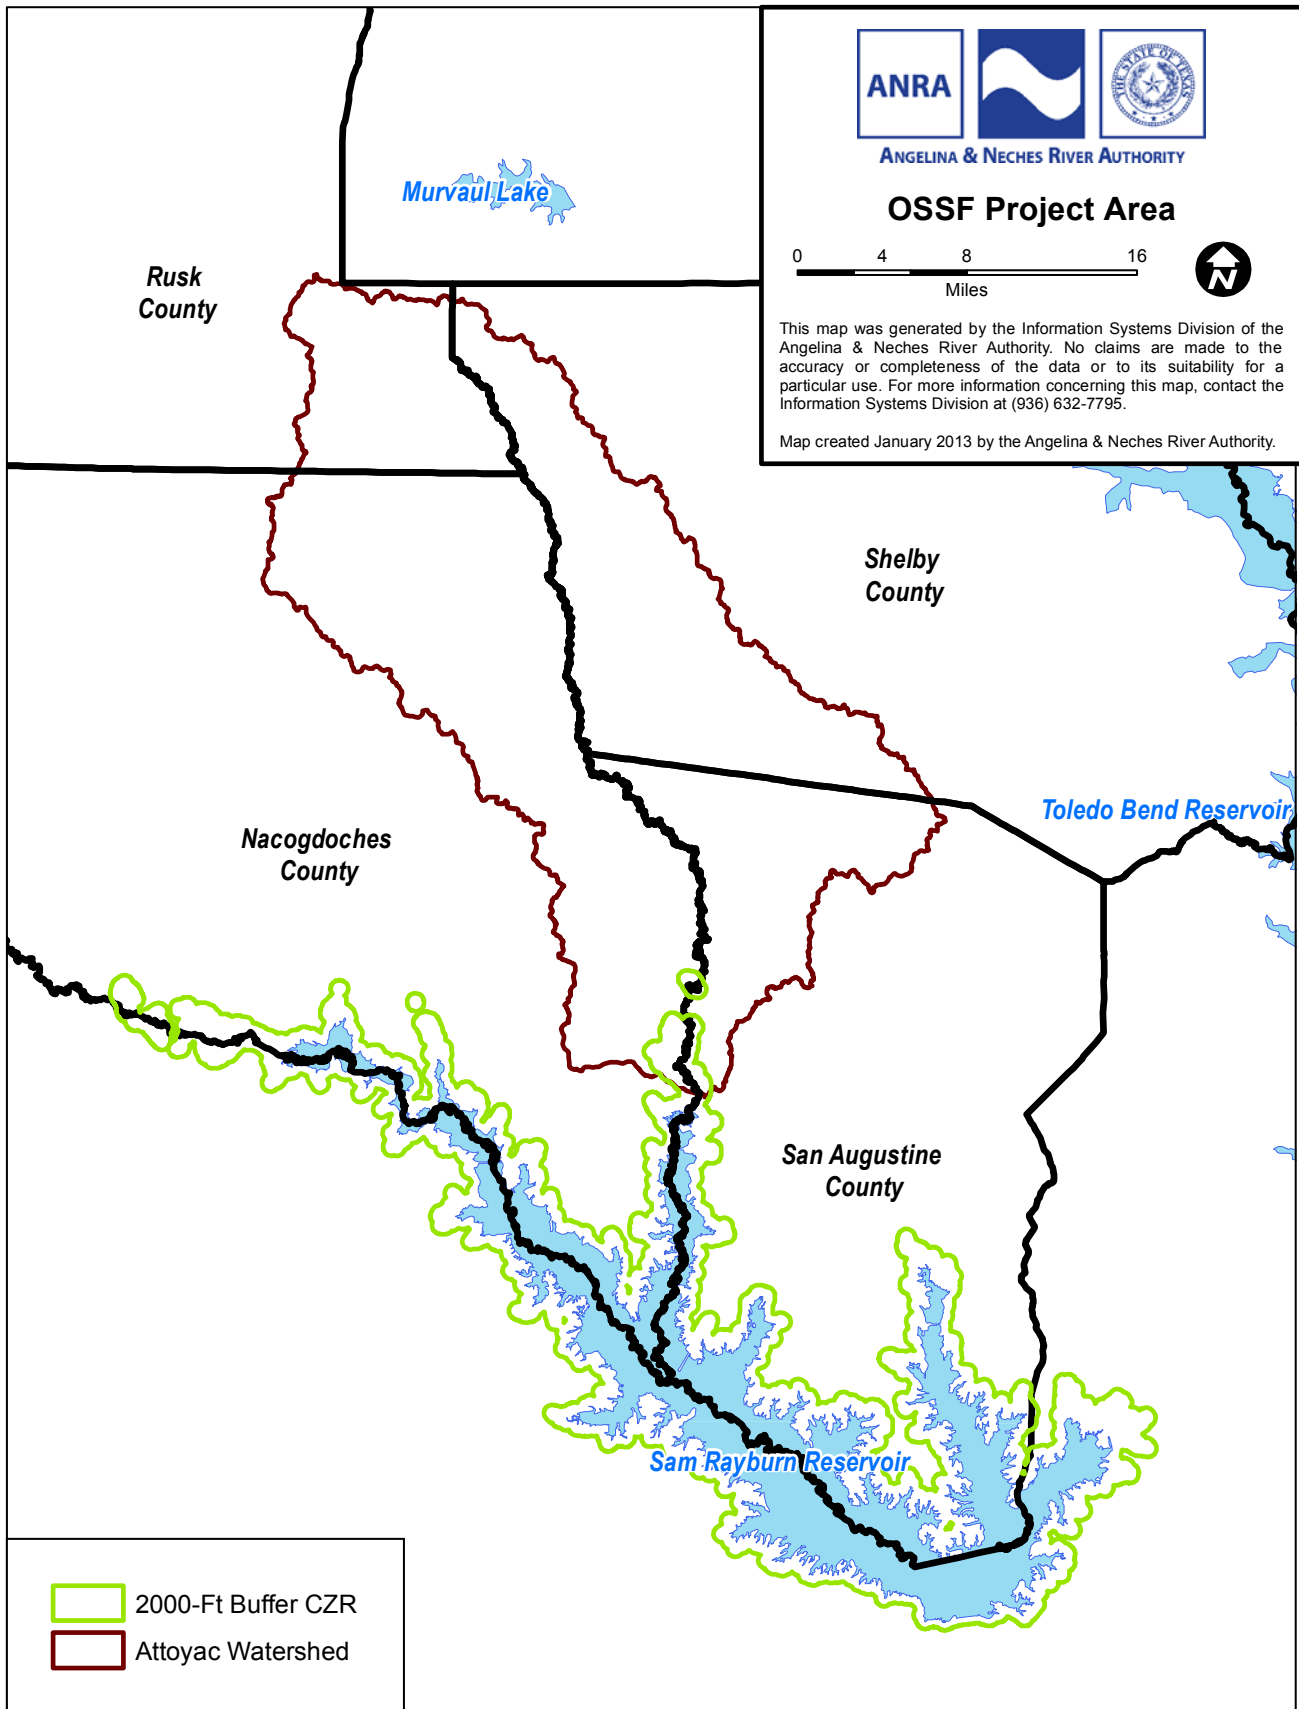 ANRA
THE STATE OF TEXAS
ANGELINA & NECHES RIVER AUTHORITY
OSSF Project Area
0 4 8 16
Miles
N
This map was generated by the Information Systems Division of the
Angelina & Neches River Authority. No claims are made to the
accuracy or completeness of the data or to its suitability for a
particular use. For more information concerning this map, contact the
Information Systems Division at (936) 632-7795.
Map created January 2013 by the Angelina & Neches River Authority.
Murvaul Lake
Rusk
County
Shelby
County
Toledo Bend Reservoir
Nacogdoches
County
San Augustine
County
Sam Rayburn Reservoir
2000-Ft Buffer CZR
Attoyac Watershed